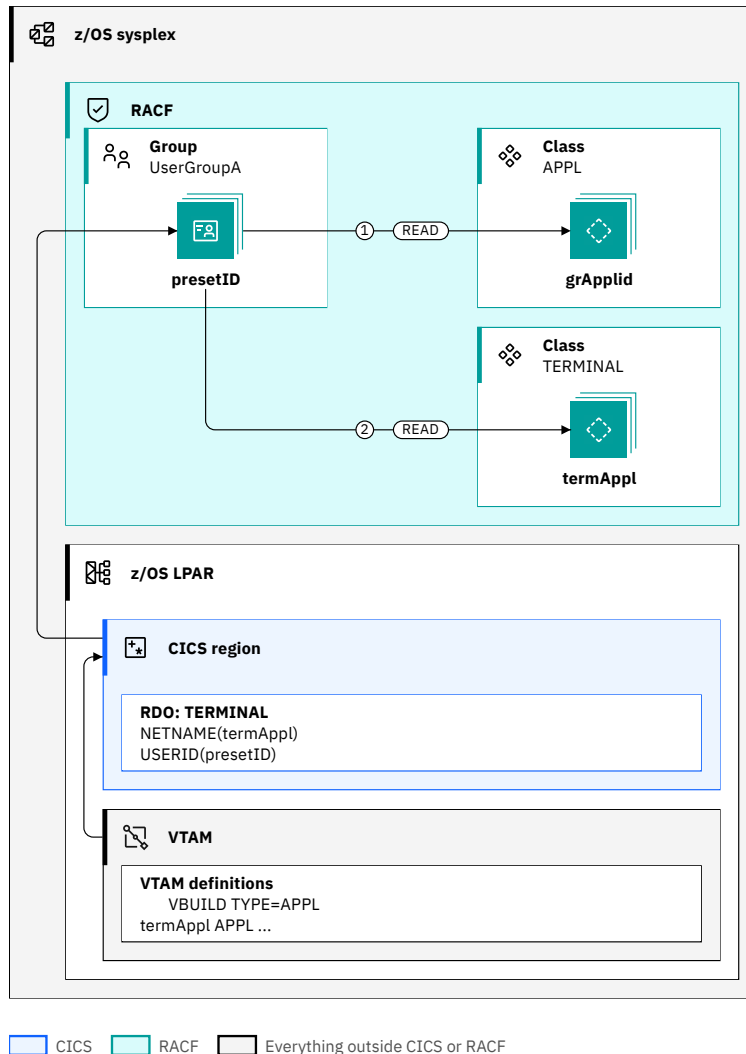 z/OS sysplex
RACF
Group
UserGroupA
presetID
1
READ
Class
APPL
grApplid
Class
TERMINAL
2
READ
termAppl
z/OS LPAR
CICS region
RDO: TERMINAL
NETNAME(termAppl)
USERID(presetID)
VTAM
VTAM definitions
VBUILD TYPE=APPL
termAppl APPL ...
CICS
RACF
Everything outside CICS or RACF